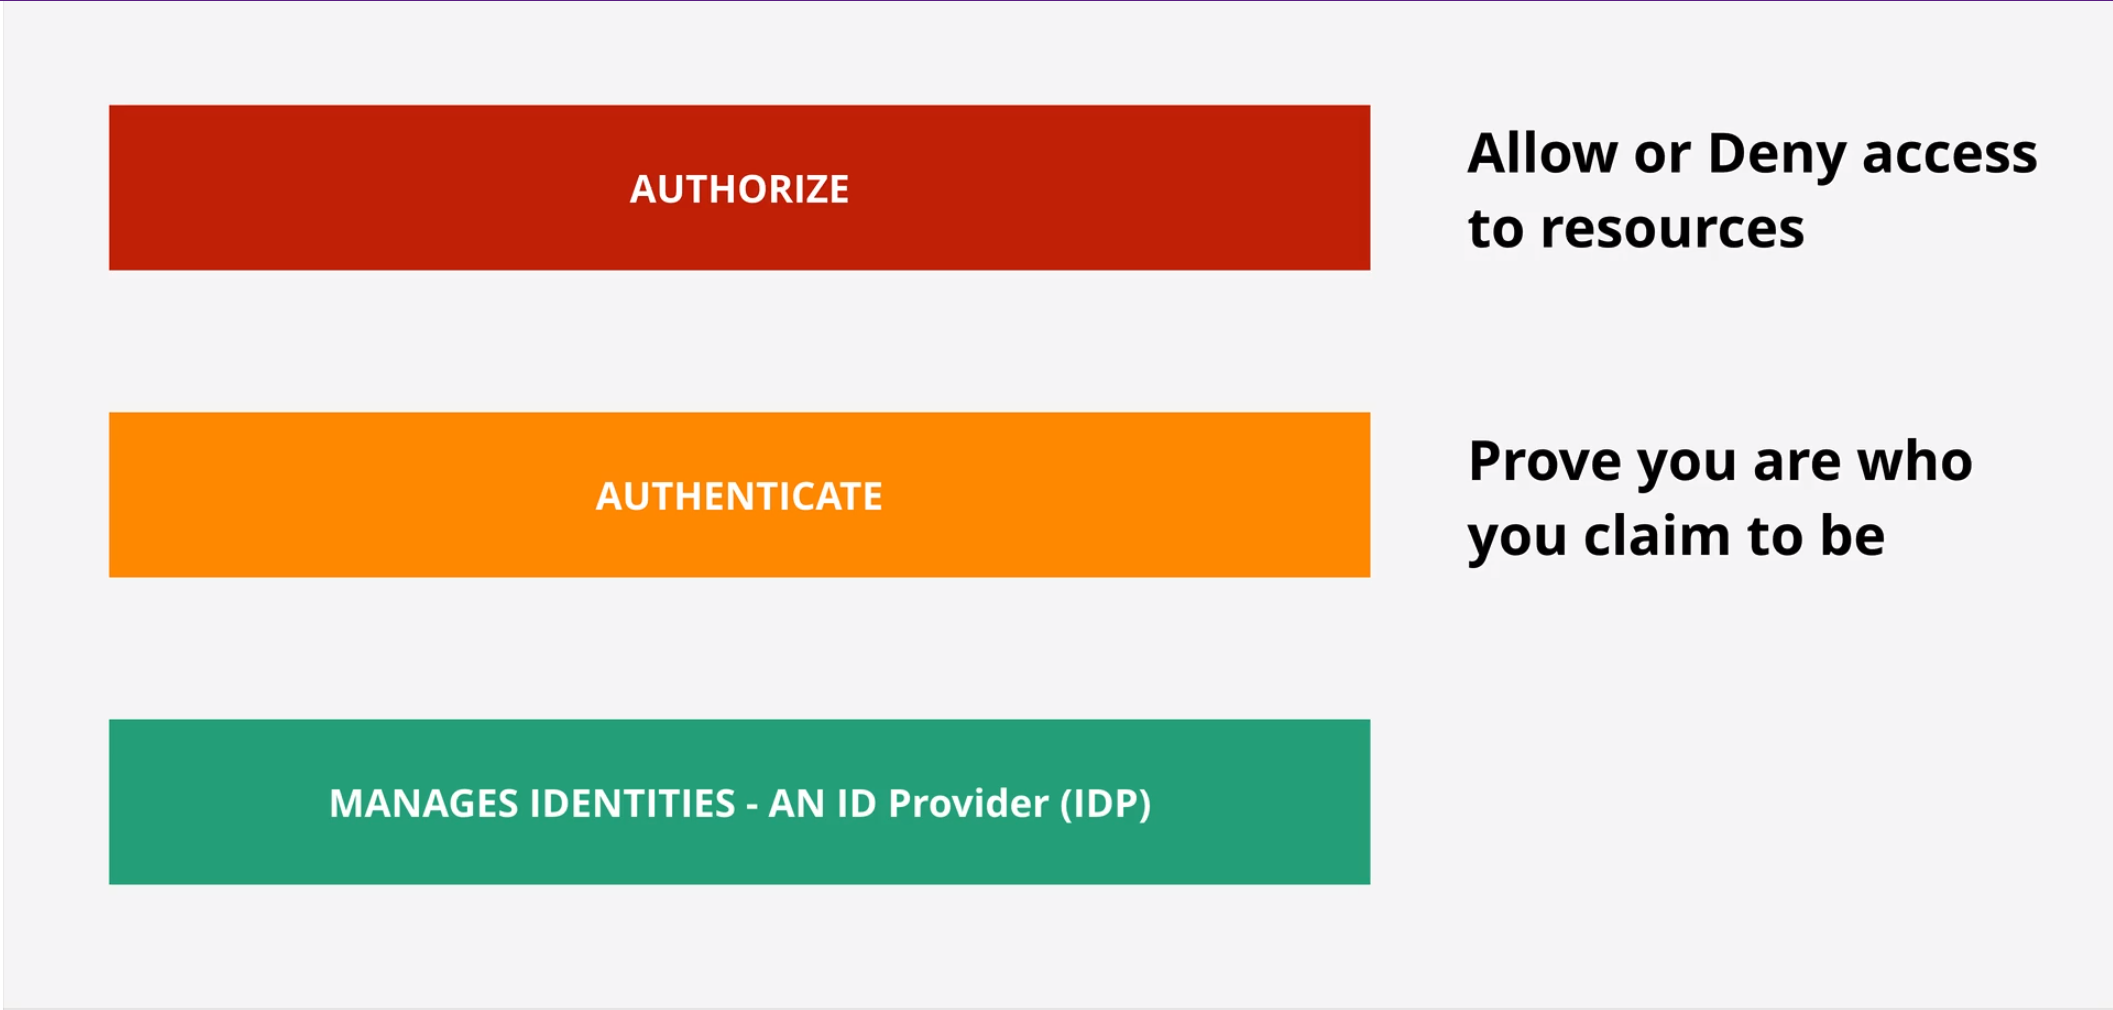 AUTHORIZE
Allow or Deny access
to resources
AUTHENTICATE
Prove you are who
you claim to be
MANAGES IDENTITIES - AN ID Provider (IDP)